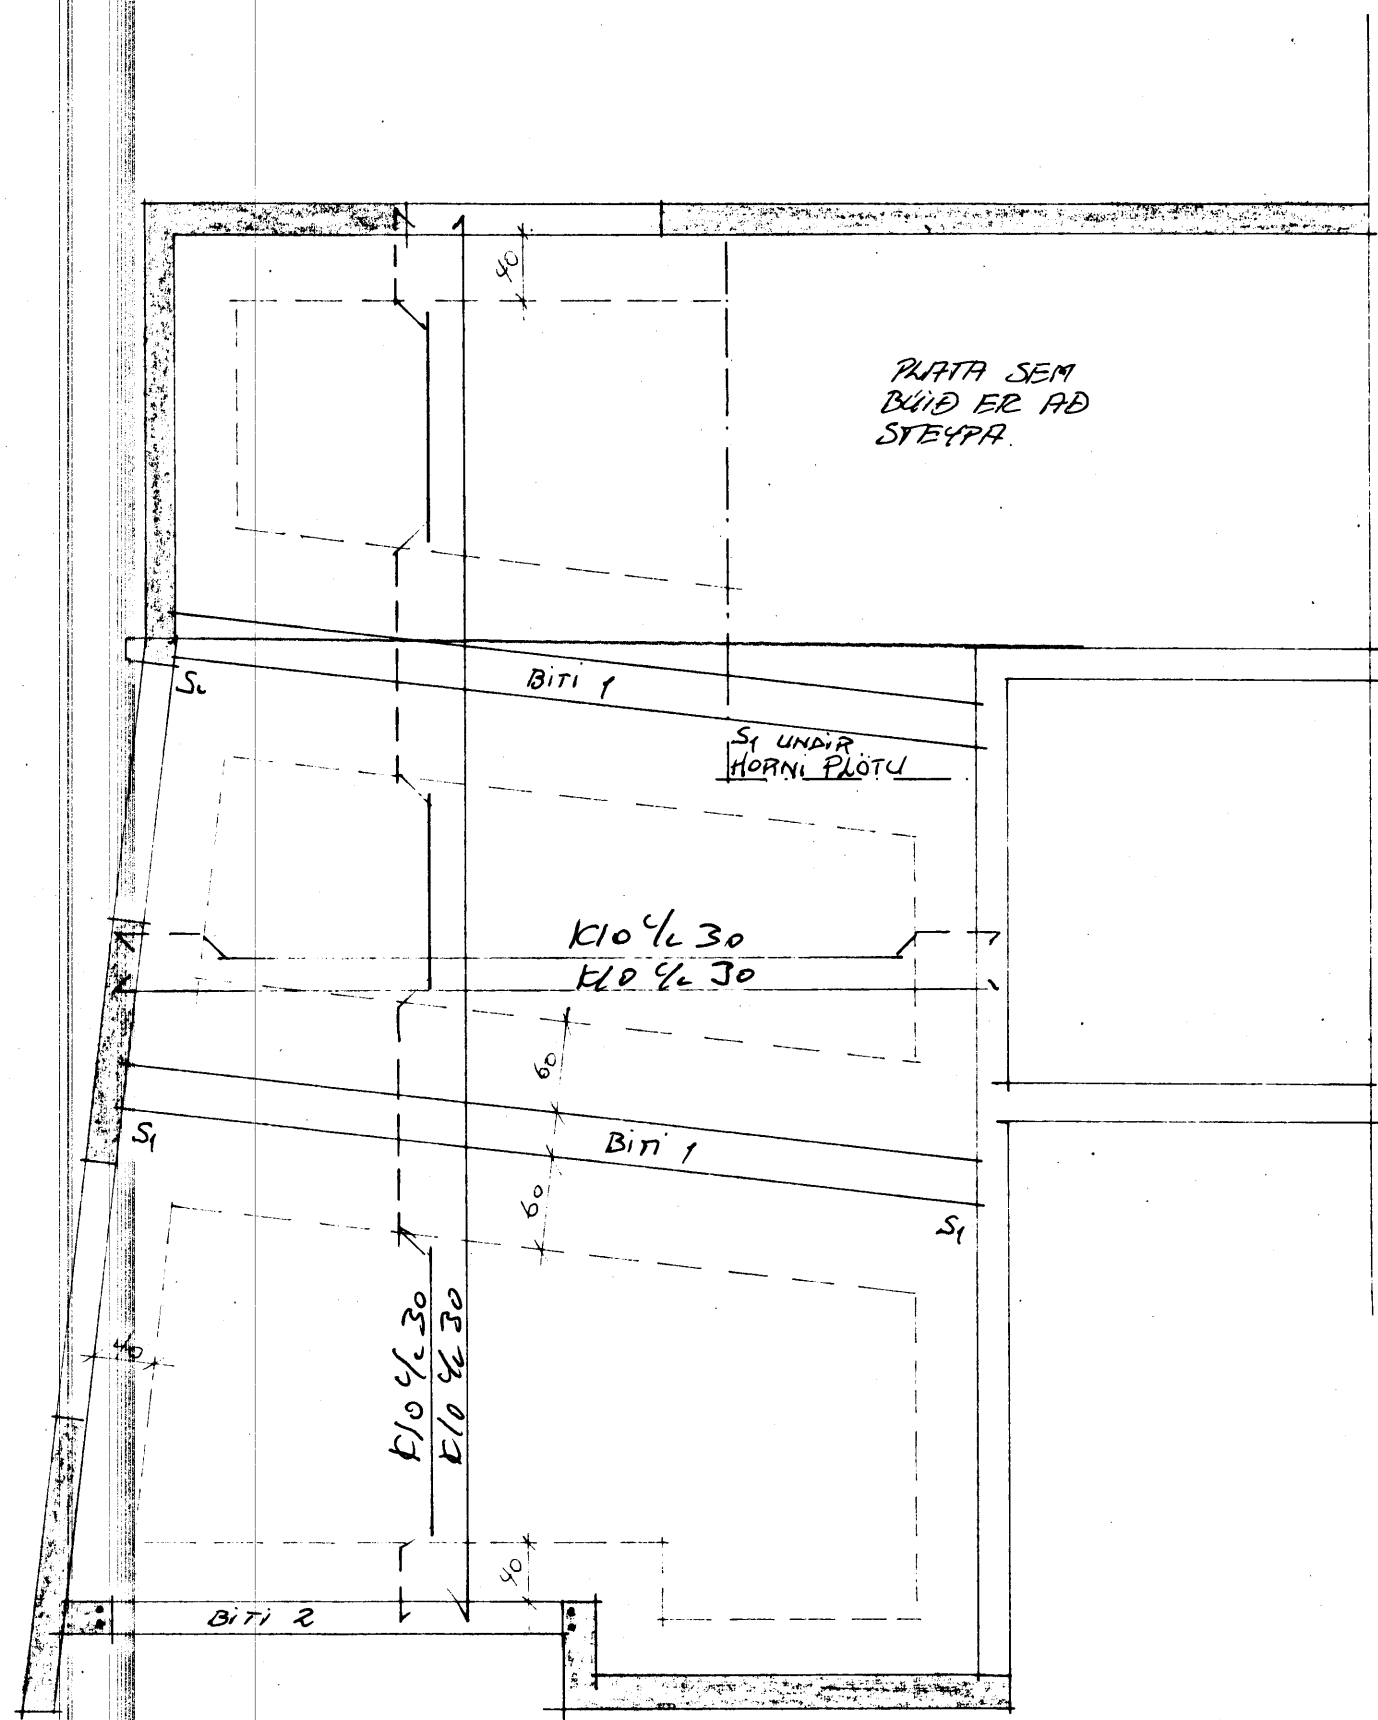 40
PLATA SEM
BÚIÐ ER AÐ
STEYPA.
BITI 1
S1 UNDIR
HORNI PLÖTU
K10 c/c 30
K10 c/c 30
60
BITI 1
S1
60
S1
40
K10 c/c 30
K10 c/c 30
40
BITI 2